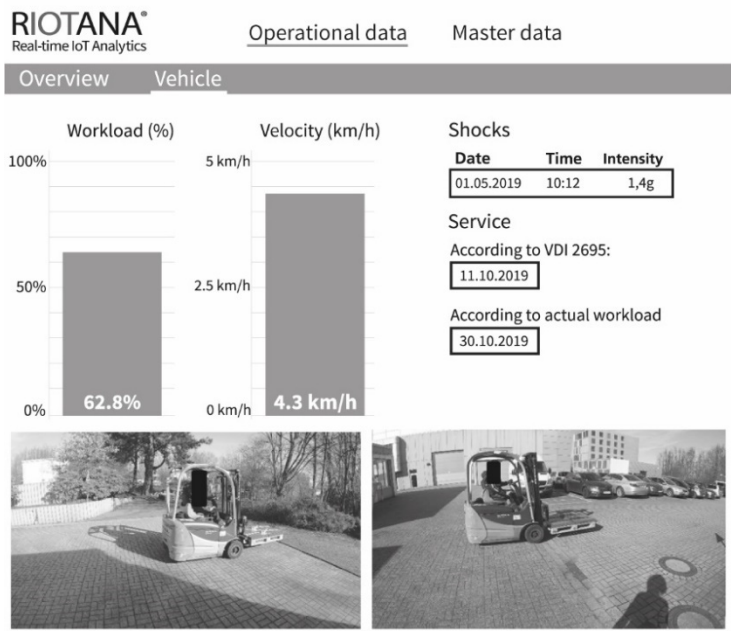 RIOTANA®
Real-time IoT Analytics
Operational data
Master data
Overview
Vehicle
Workload (%)
100%
50%
0%
62.8%
Velocity (km/h)
5 km/h
2.5 km/h
0 km/h
4.3 km/h
Shocks
Date Time Intensity
01.05.2019 10:12 1,4g
Service
According to VDI 2695:
11.10.2019
According to actual workload
30.10.2019